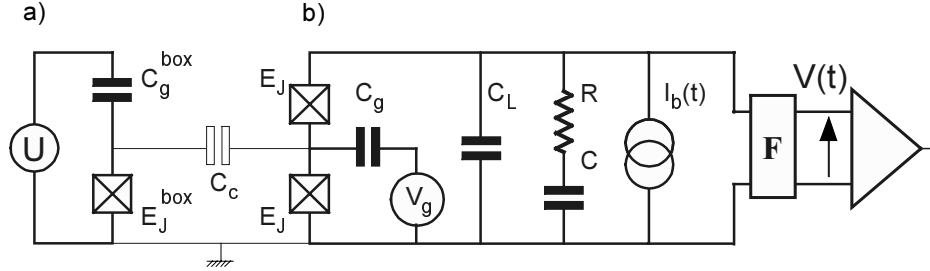 a)
b)
C_g^box
E_J
C_g
C_L
R
I_b(t)
V(t)
U
C_c
C
F
E_J^box
E_J
V_g